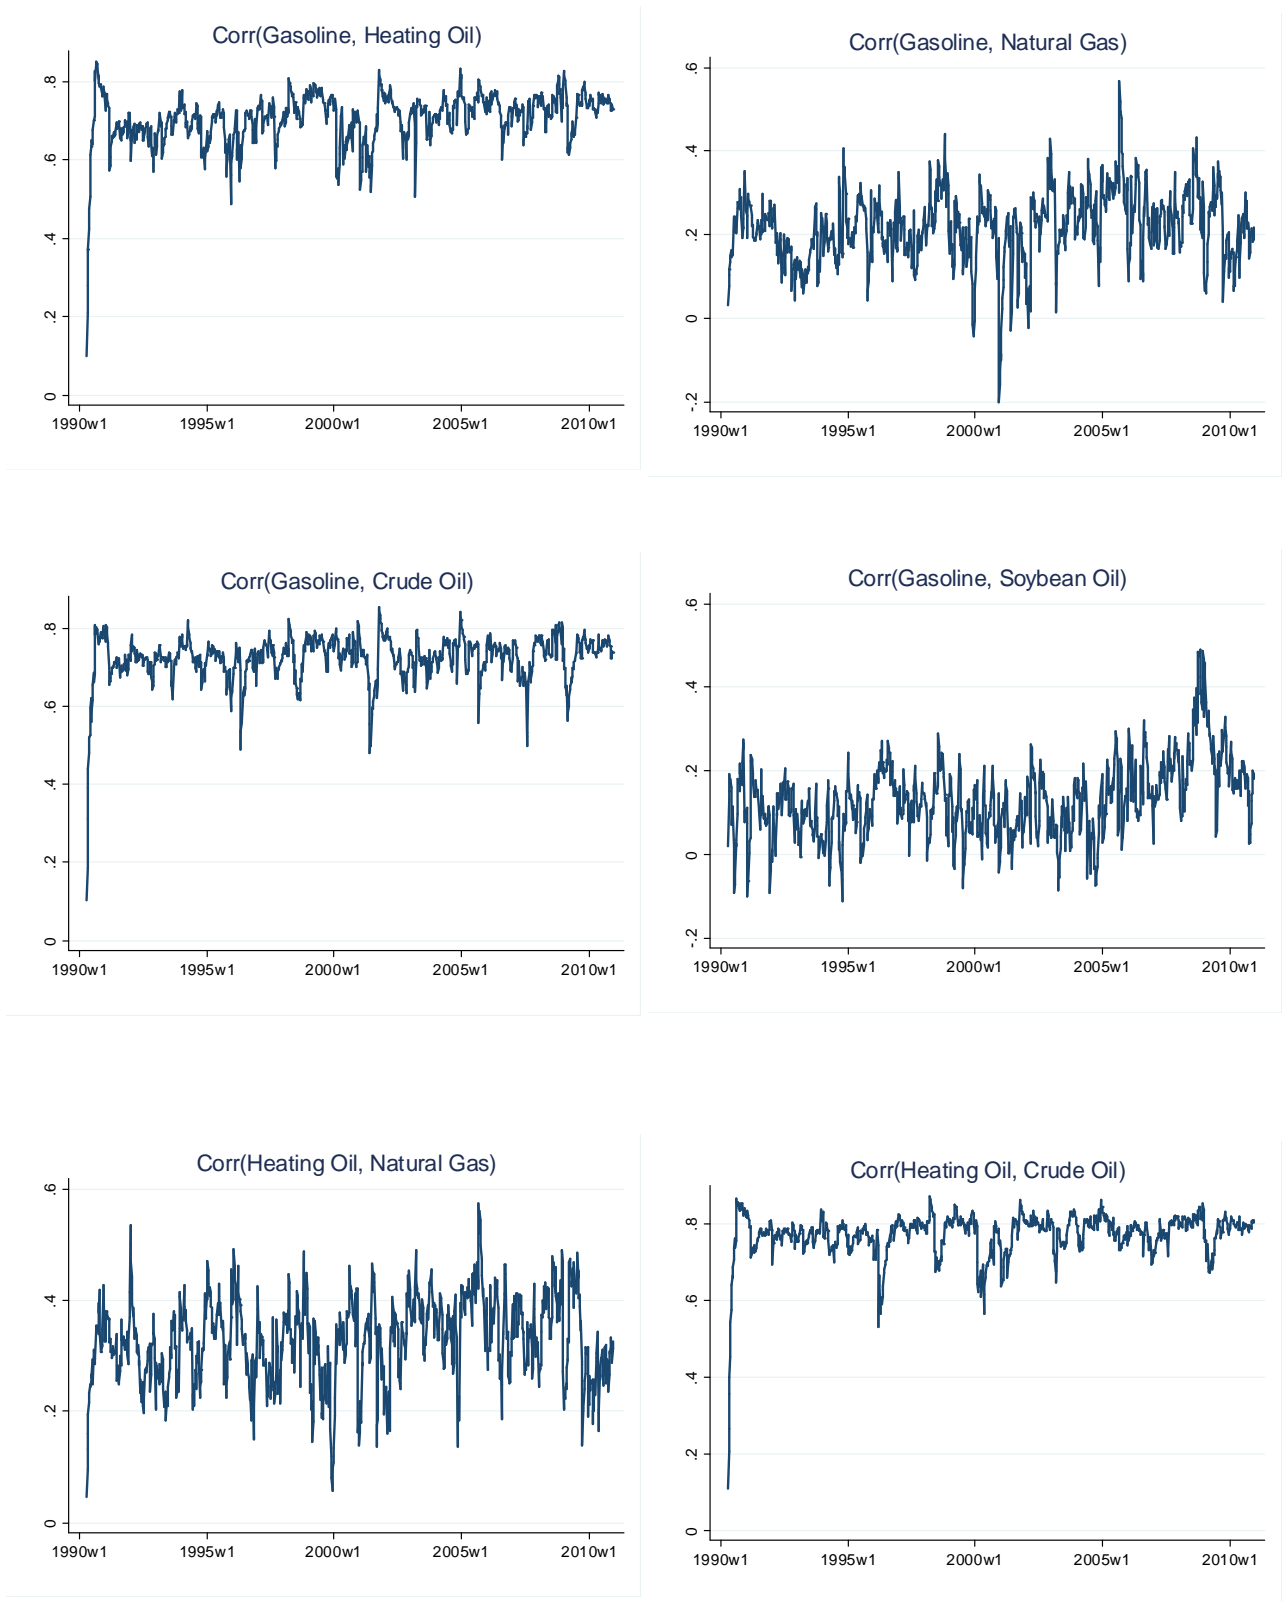 Corr(Gasoline, Heating Oil)
.8
.6
.4
.2
0
1990w1 1995w1 2000w1 2005w1 2010w1
Corr(Gasoline, Natural Gas)
.6
.4
.2
0
-.2
1990w1 1995w1 2000w1 2005w1 2010w1
Corr(Gasoline, Crude Oil)
.8
.6
.4
.2
0
1990w1 1995w1 2000w1 2005w1 2010w1
Corr(Gasoline, Soybean Oil)
.6
.4
.2
0
-.2
1990w1 1995w1 2000w1 2005w1 2010w1
Corr(Heating Oil, Natural Gas)
.6
.4
.2
0
1990w1 1995w1 2000w1 2005w1 2010w1
Corr(Heating Oil, Crude Oil)
.8
.6
.4
.2
0
1990w1 1995w1 2000w1 2005w1 2010w1